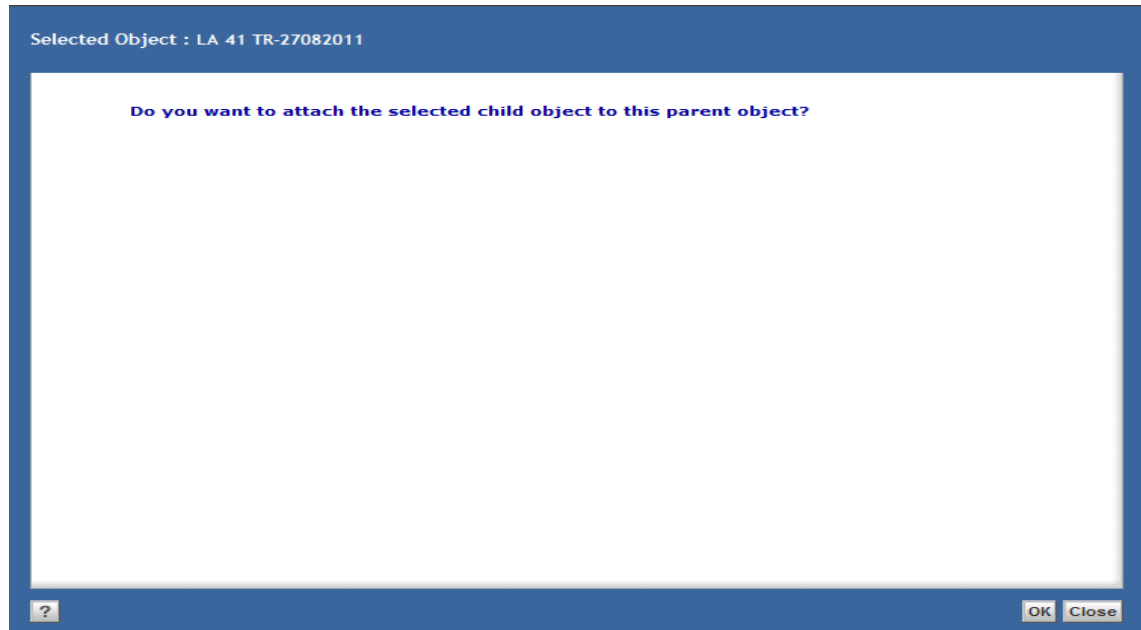 Selected Object : LA 41 TR-27082011
Do you want to attach the selected child object to this parent object?
?
OK Close